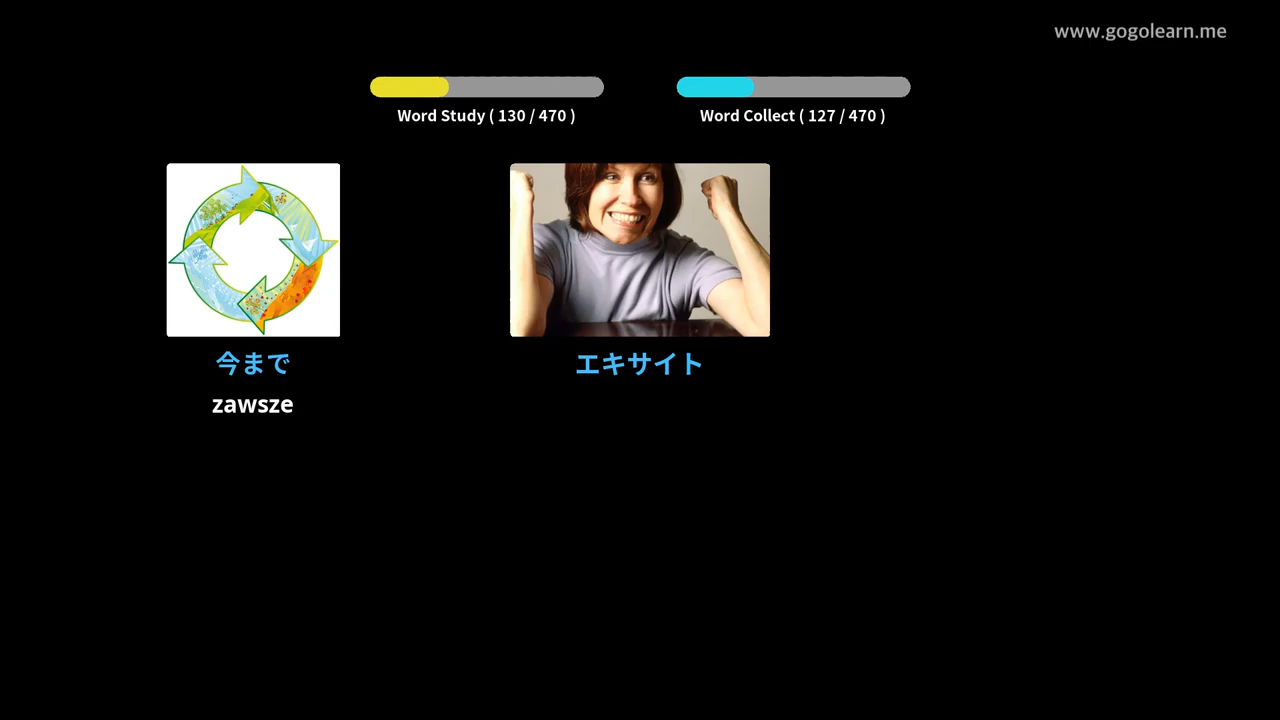 www.gogolearn.me
Word Study ( 130 / 470 )
Word Collect ( 127 / 470 )
今まで
エキサイト
zawsze